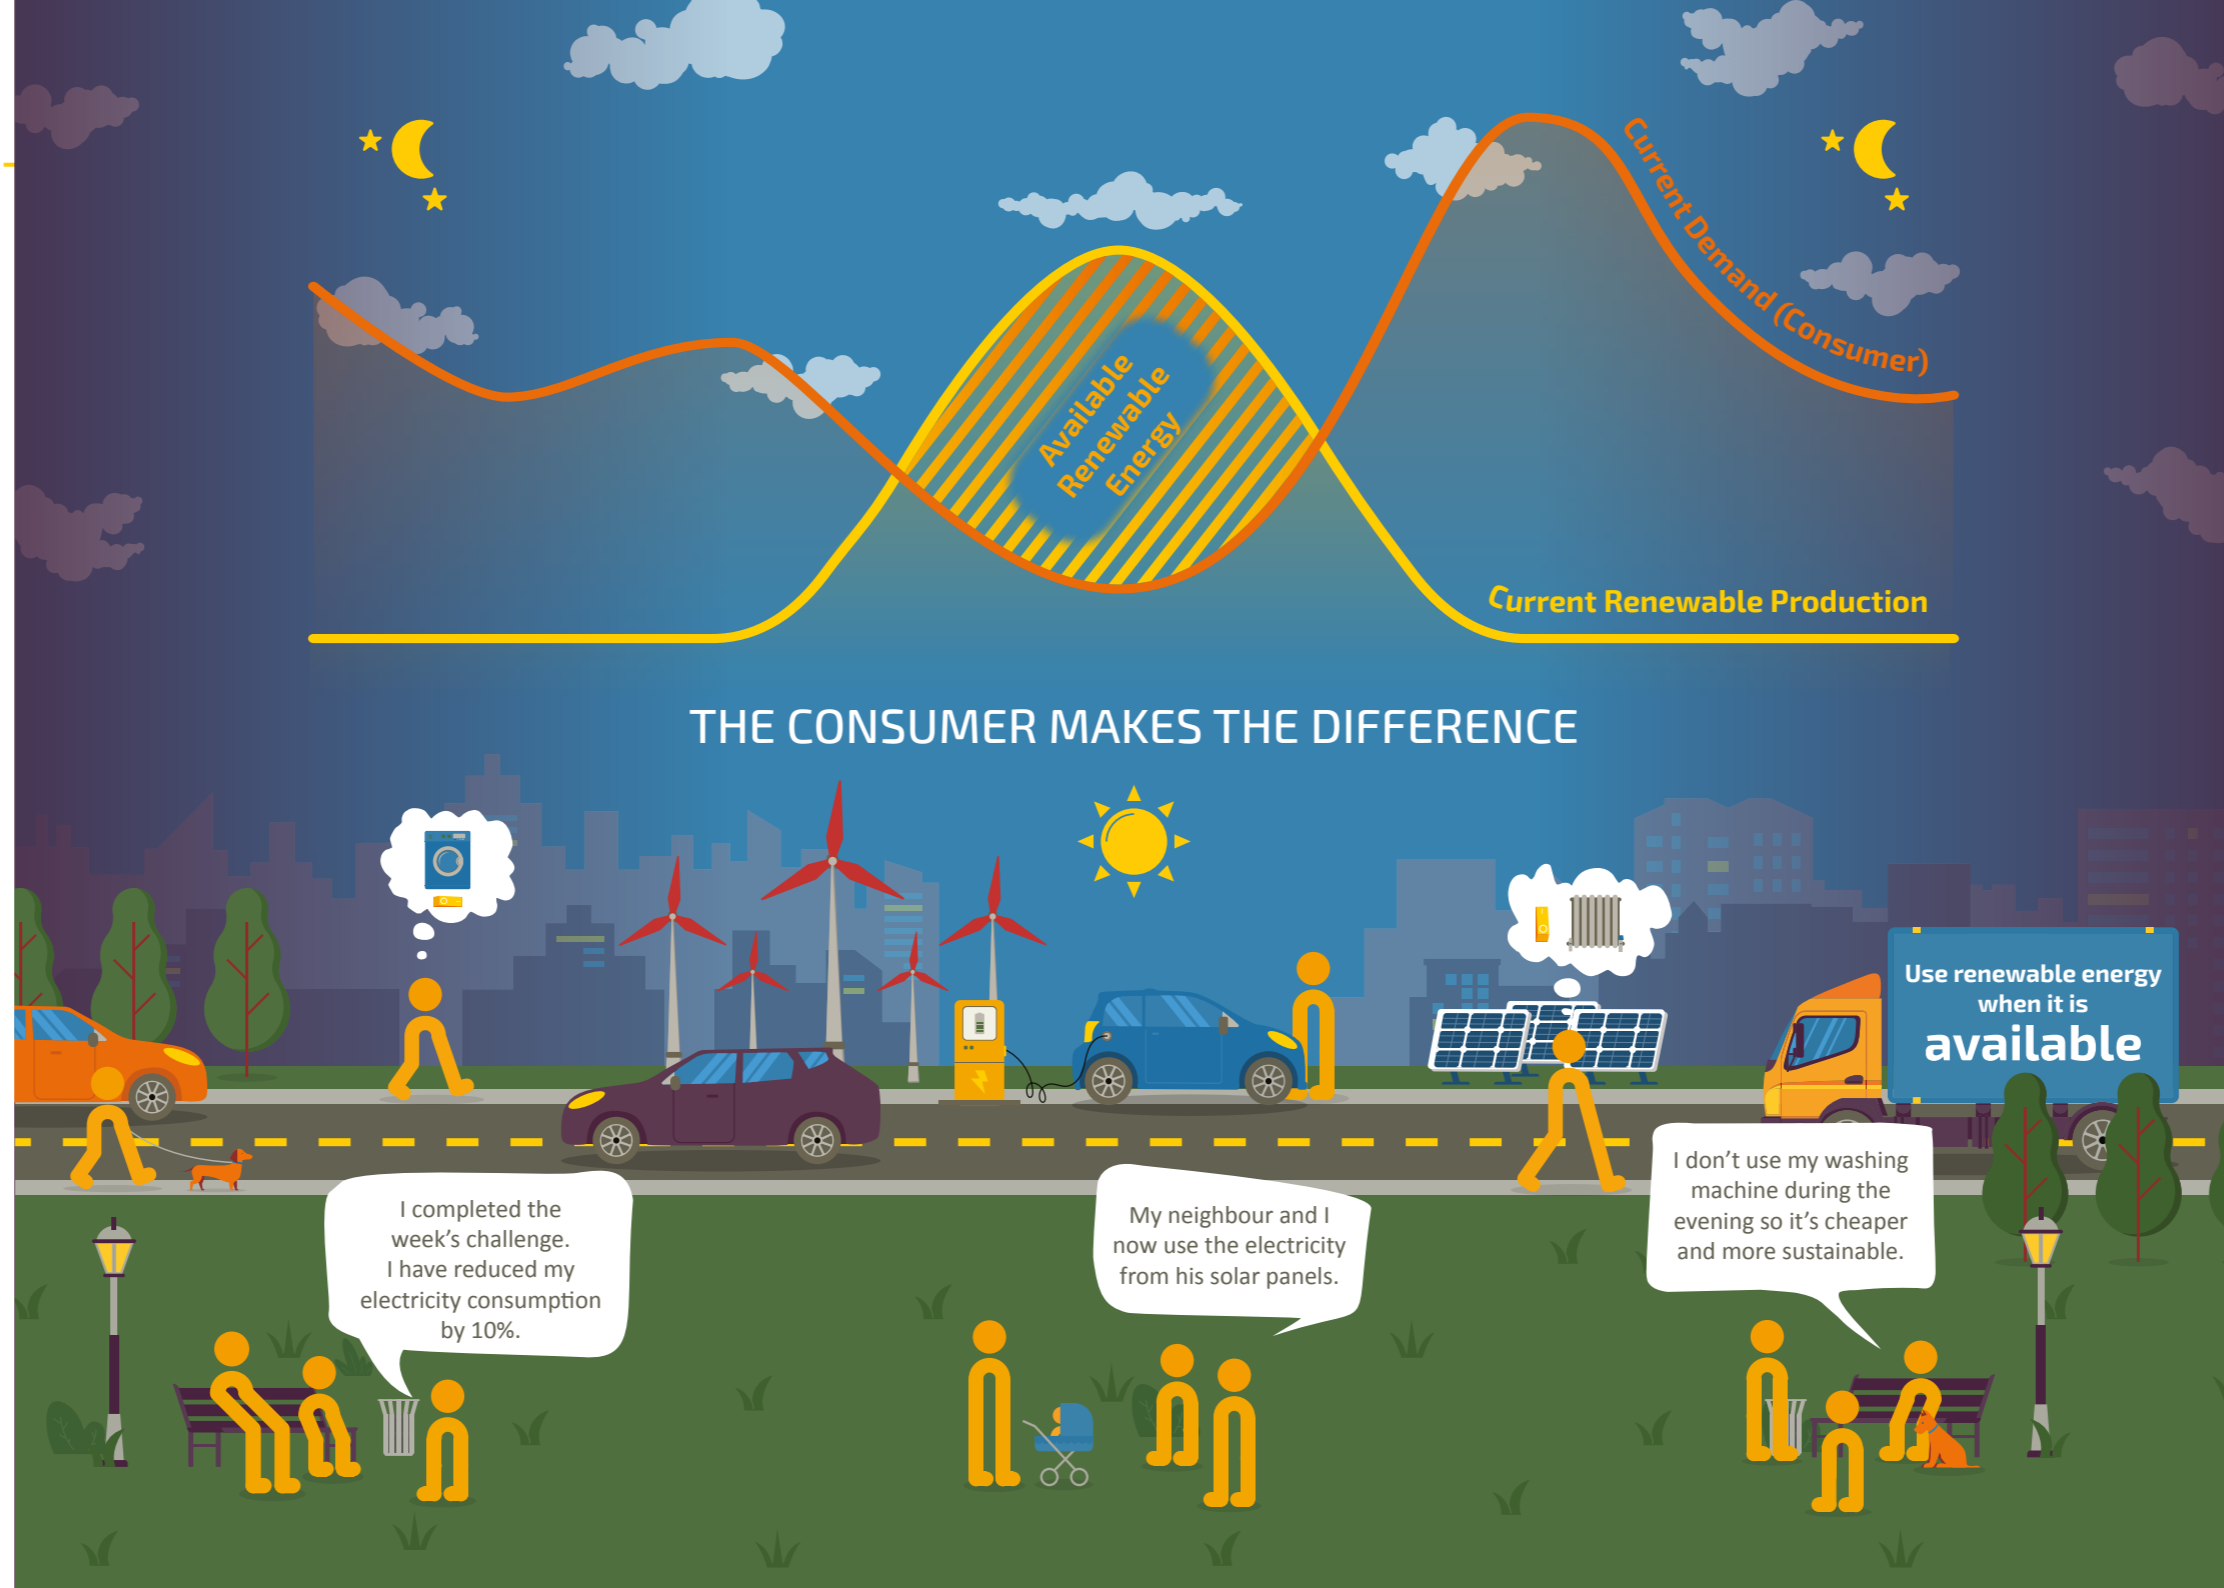 Current Demand (Consumer)
Available
Renewable
Energy
Current Renewable Production
THE CONSUMER MAKES THE DIFFERENCE
Use renewable energy
when it is
available
I completed the
week's challenge.
I have reduced my
electricity consumption
by 10%.
My neighbour and I
now use the electricity
from his solar panels.
I don't use my washing
machine during the
evening so it's cheaper
and more sustainable.